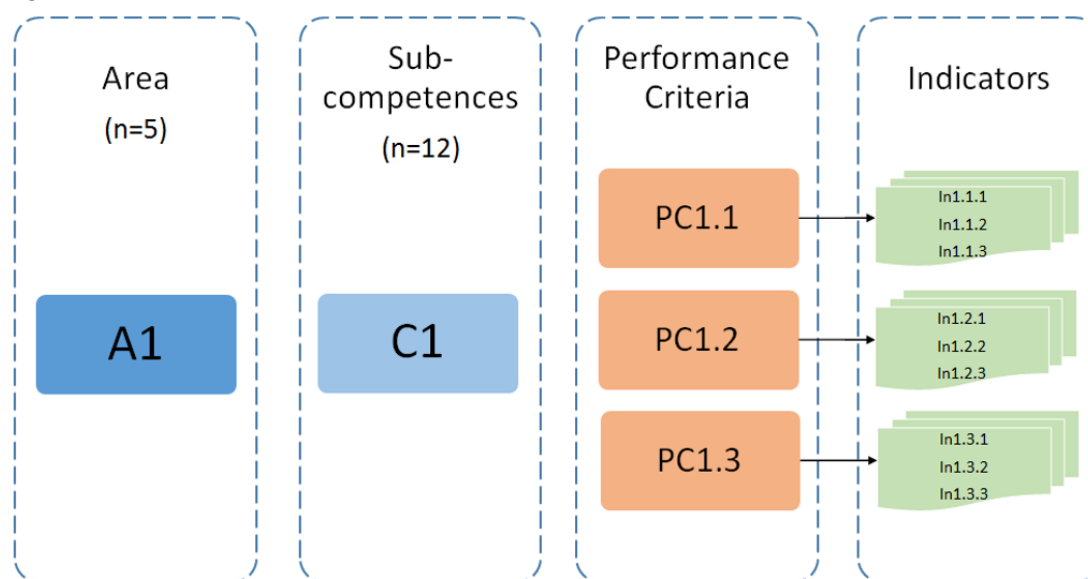 Area
(n=5)
A1
Sub-
competences
(n=12)
C1
Performance
Criteria
PC1.1
PC1.2
PC1.3
Indicators
In1.1.1
In1.1.2
In1.1.3
In1.2.1
In1.2.2
In1.2.3
In1.3.1
In1.3.2
In1.3.3